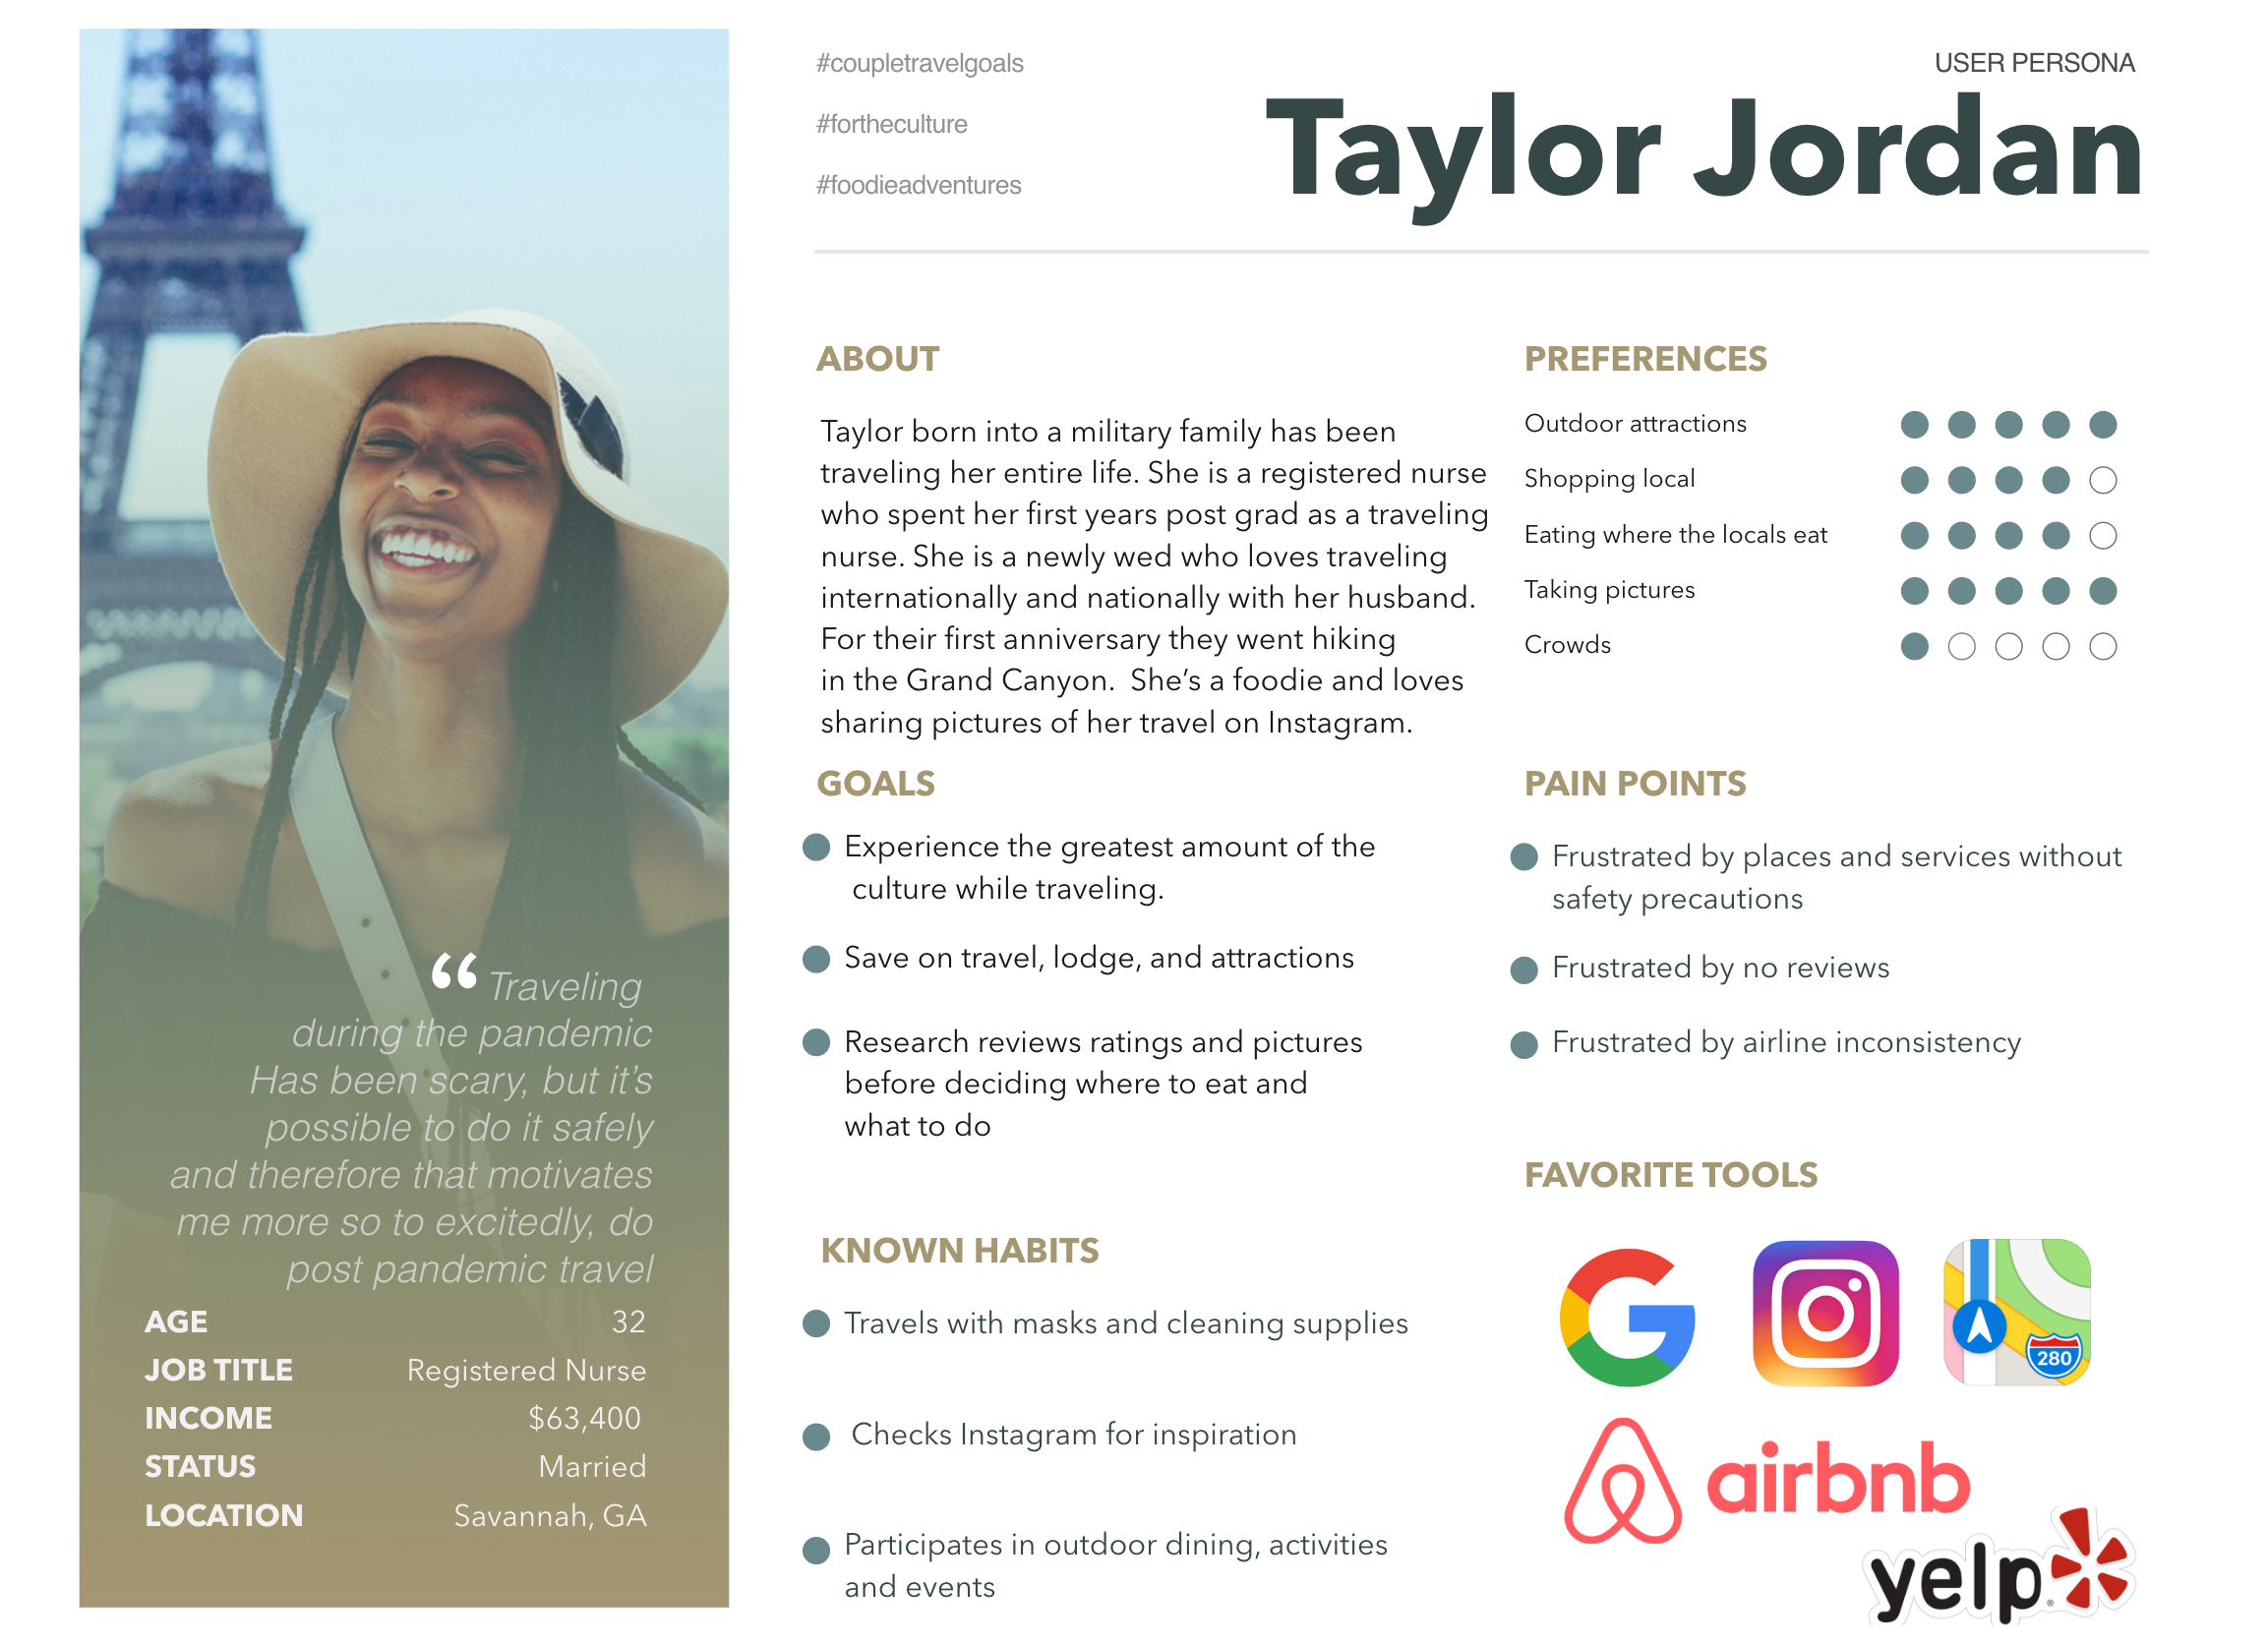 #coupletravelgoals
#fortheculture
#foodieadventures
USER PERSONA
Taylor Jordan
“ Traveling
during the pandemic
Has been scary, but it’s
possible to do it safely
and therefore that motivates
me more so to excitedly, do
post pandemic travel
AGE 32
JOB TITLE Registered Nurse
INCOME $63,400
STATUS Married
LOCATION Savannah, GA
ABOUT
Taylor born into a military family has been
traveling her entire life. She is a registered nurse
who spent her first years post grad as a traveling
nurse. She is a newly wed who loves traveling
internationally and nationally with her husband.
For their first anniversary they went hiking
in the Grand Canyon.  She’s a foodie and loves
sharing pictures of her travel on Instagram.
GOALS
Experience the greatest amount of the
culture while traveling.
Save on travel, lodge, and attractions
Research reviews ratings and pictures
before deciding where to eat and
what to do
KNOWN HABITS
Travels with masks and cleaning supplies
Checks Instagram for inspiration
Participates in outdoor dining, activities
and events
PREFERENCES
Outdoor attractions
Shopping local
Eating where the locals eat
Taking pictures
Crowds
PAIN POINTS
Frustrated by places and services without
safety precautions
Frustrated by no reviews
Frustrated by airline inconsistency
FAVORITE TOOLS
G
280
airbnb
yelp